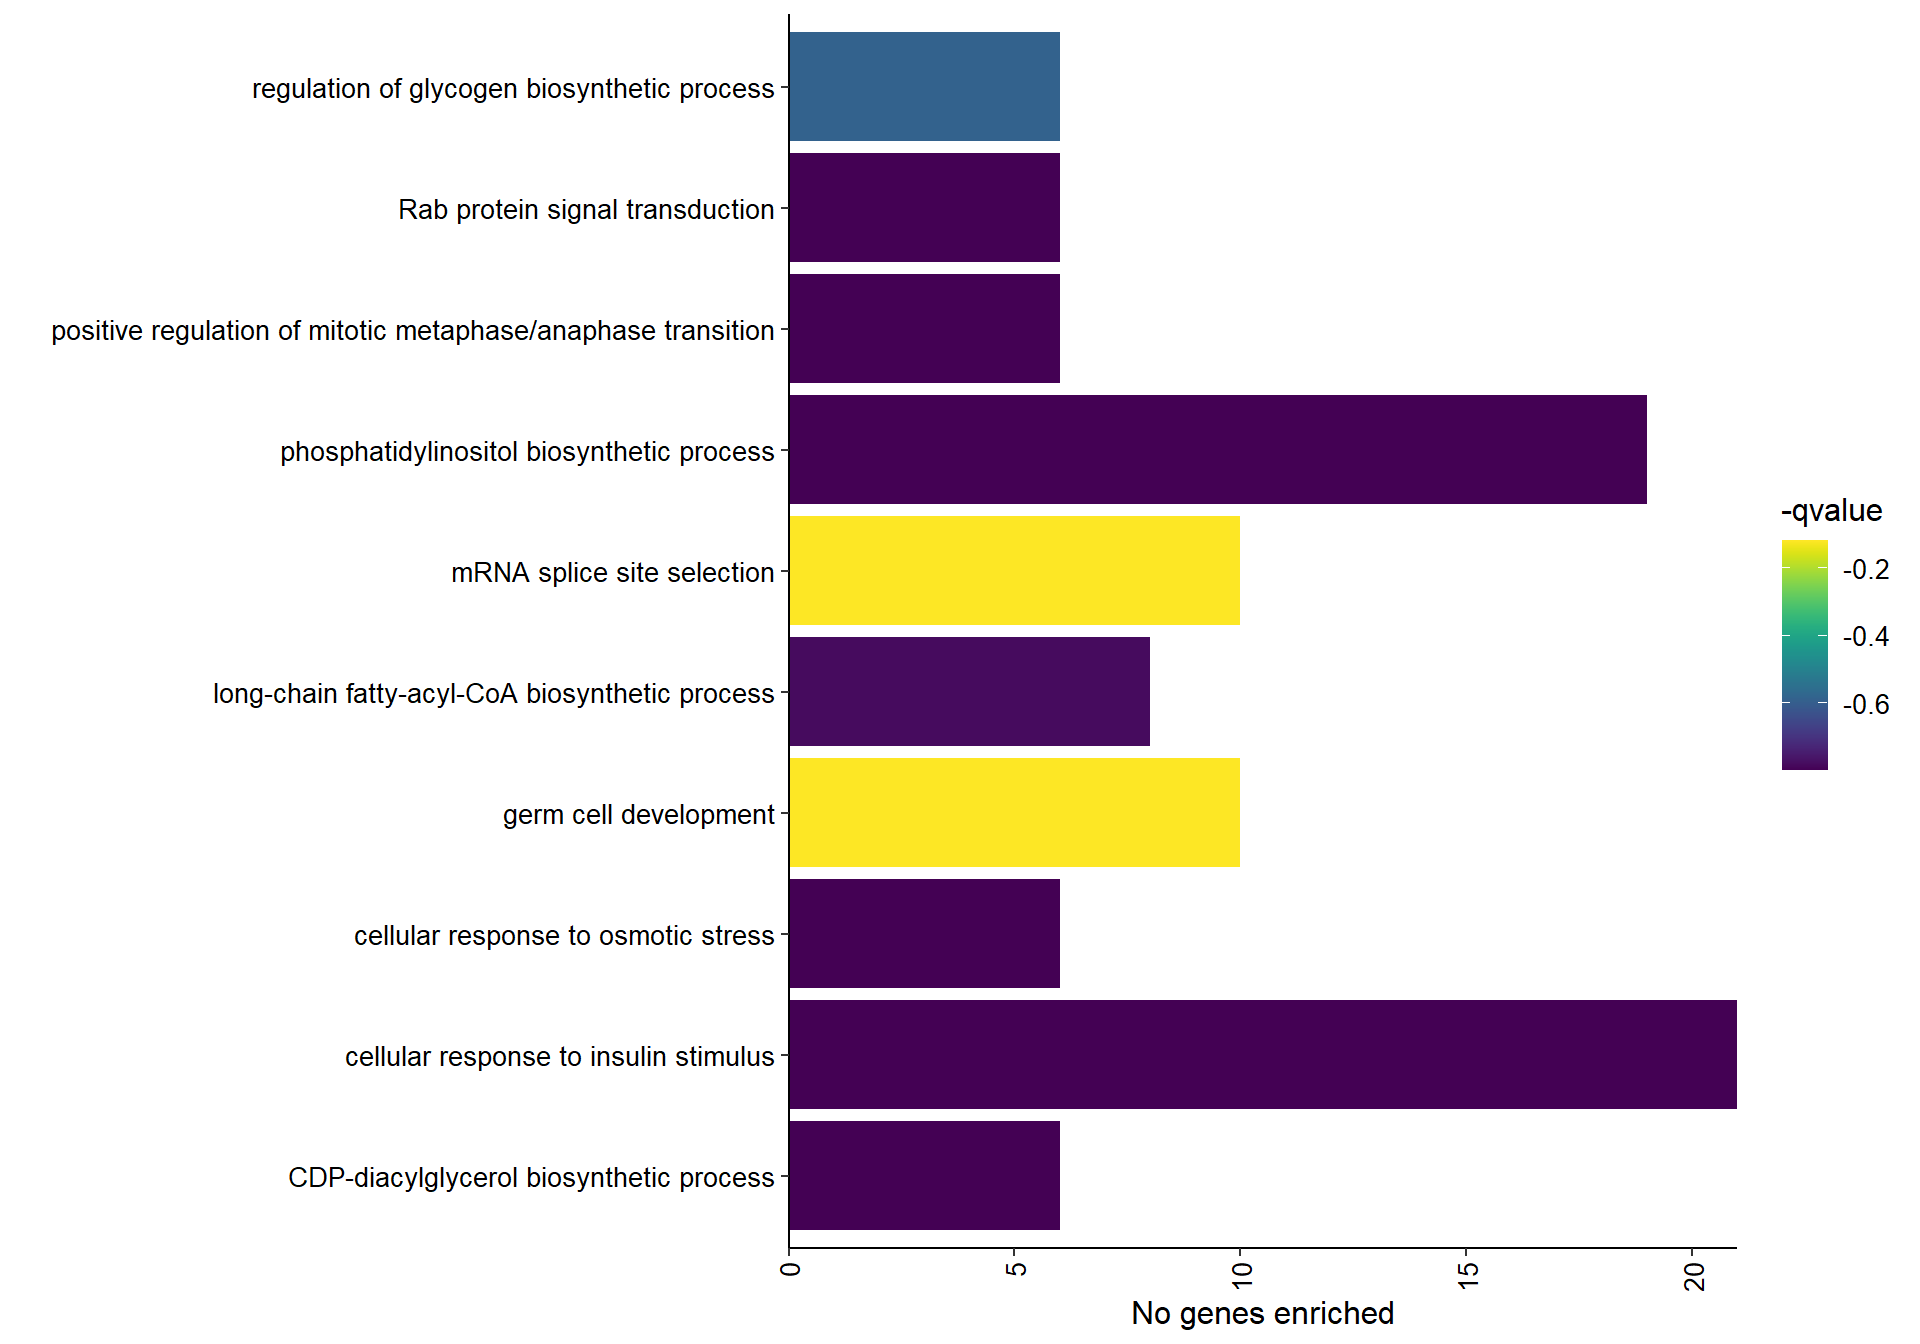 regulation of glycogen biosynthetic process
Rab protein signal transduction
positive regulation of mitotic metaphase/anaphase transition
phosphatidylinositol biosynthetic process
mRNA splice site selection
long-chain fatty-acyl-CoA biosynthetic process
germ cell development
cellular response to osmotic stress
cellular response to insulin stimulus
CDP-diacylglycerol biosynthetic process
0 5 10 15 20
No genes enriched
-qvalue
-0.2
-0.4
-0.6